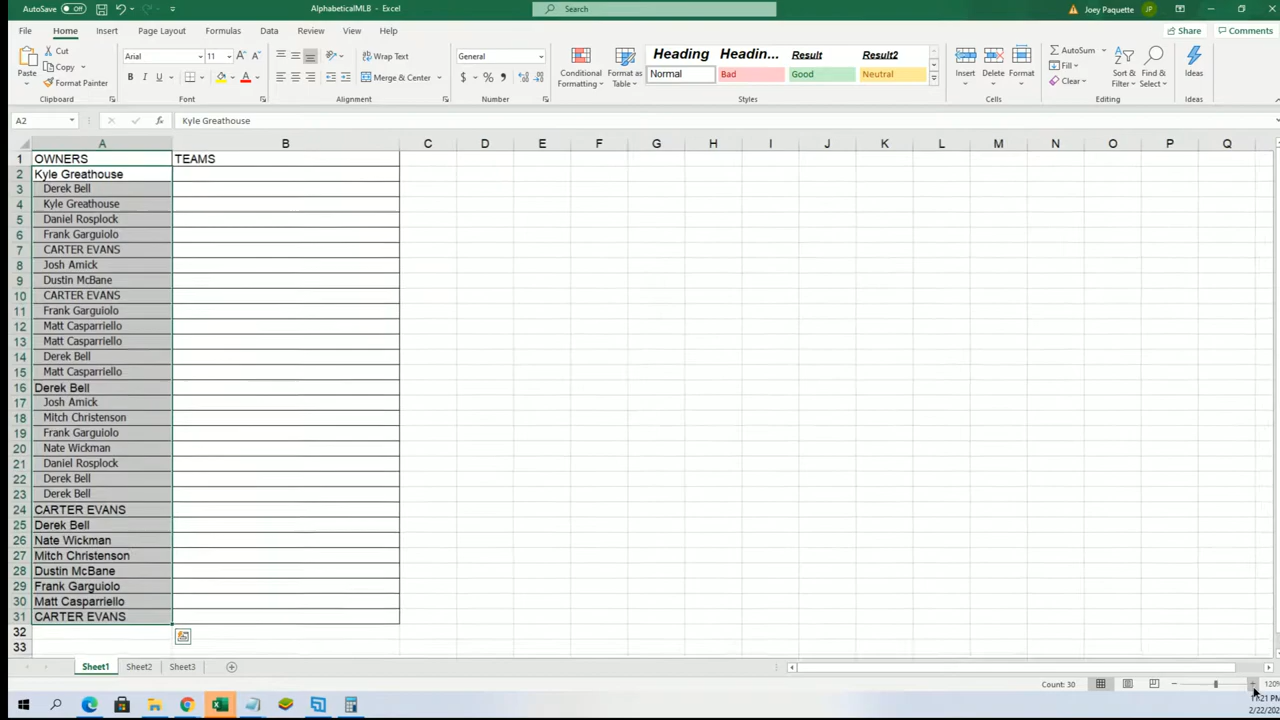 AutoSave Off AlphabeticalMLB - Excel Search Joey Paquette JP
File Home Insert Page Layout Formulas Data Review View Help Share Comments
Paste Cut Copy Format Painter Clipboard
Arial 11 B I U A Font
Wrap Text Merge & Center Alignment
General $ % Number
Conditional Formatting Format as Table
Heading Headin... Result Result2
Normal Bad Good Neutral
Styles
Insert Delete Format Cells
AutoSum Fill Clear Sort & Filter Find & Select Editing
Ideas Ideas
A2 fx Kyle Greathouse
A B C D E F G H I J K L M N O P Q
1 OWNERS TEAMS
2 Kyle Greathouse
3 Derek Bell
4 Kyle Greathouse
5 Daniel Rosplock
6 Frank Garguiolo
7 CARTER EVANS
8 Josh Amick
9 Dustin McBane
10 CARTER EVANS
11 Frank Garguiolo
12 Matt Casparriello
13 Matt Casparriello
14 Derek Bell
15 Matt Casparriello
16 Derek Bell
17 Josh Amick
18 Mitch Christenson
19 Frank Garguiolo
20 Nate Wickman
21 Daniel Rosplock
22 Derek Bell
23 Derek Bell
24 CARTER EVANS
25 Derek Bell
26 Nate Wickman
27 Mitch Christenson
28 Dustin McBane
29 Frank Garguiolo
30 Matt Casparriello
31 CARTER EVANS
32
33
Sheet1 Sheet2 Sheet3
Count: 30 120%
PM